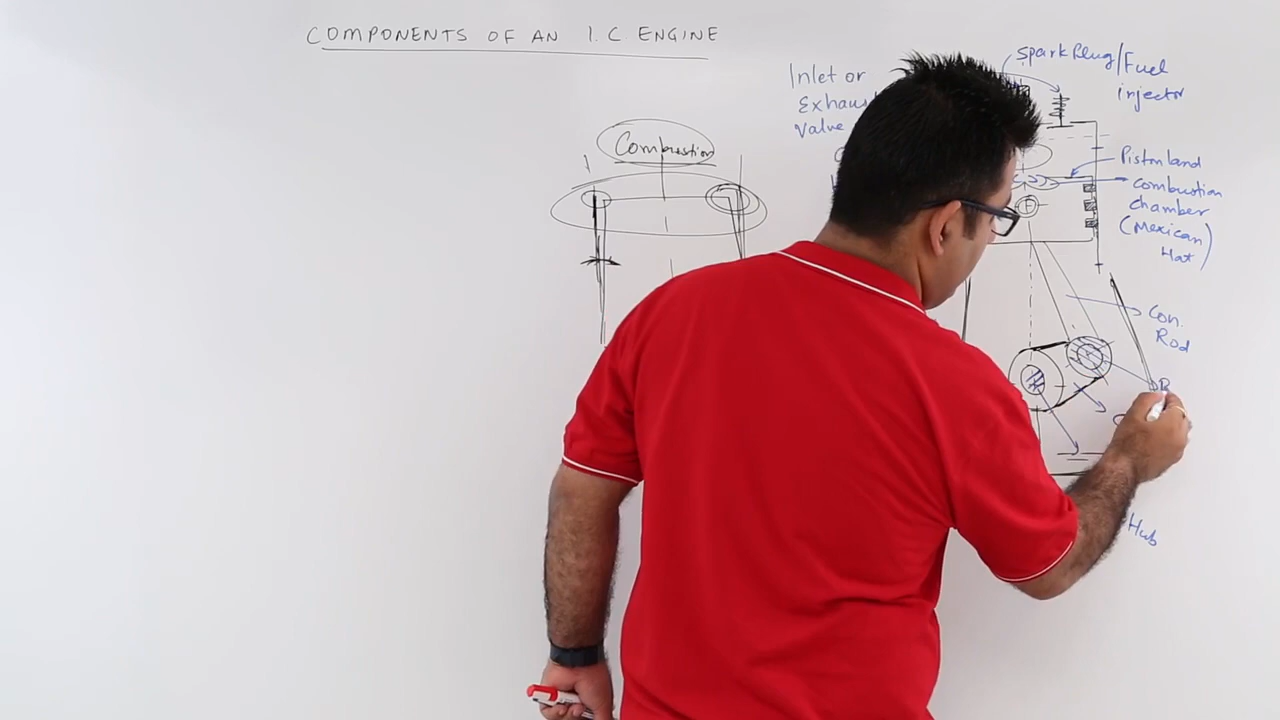 COMPONENTS OF AN I.C ENGINE
Combustion
Inlet or
Valve
Spark Plug/Fuel
injector
Piston land
Combustion
Chamber
(Mexican
Hat)
Con.
Rod
Hub